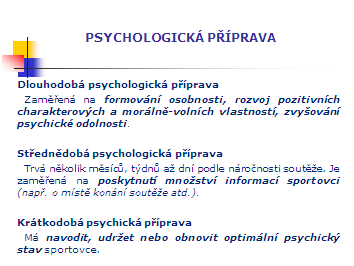 PSYCHOLOGICKÁ PŘÍPRAVA
Dlouhodobá psychologická příprava
Zaměřená na formování osobnosti, rozvoj pozitivních
charakterových a morálně-volních vlastností, zvyšování
psychické odolnosti.
Střednědobá psychologická příprava
Trvá několik měsíců, týdnů až dní podle náročnosti soutěže. Je
zaměřená na poskytnutí množství informací sportovci
(např. o místě konání soutěže atd.).
Krátkodobá psychická příprava
Má navodit, udržet nebo obnovit optimální psychický
stav sportovce.